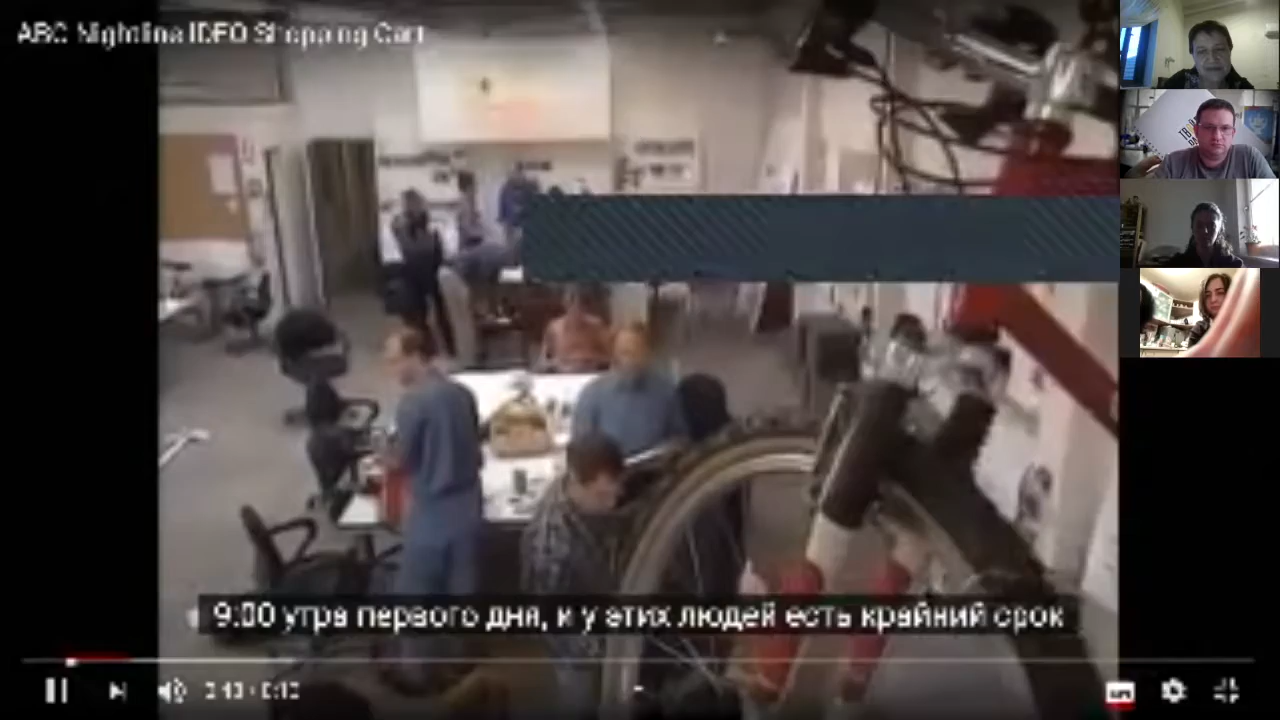 ABC Nightline IDEO Shopping Cart
9:00 утра первого дня, и у этих людей есть крайний срок